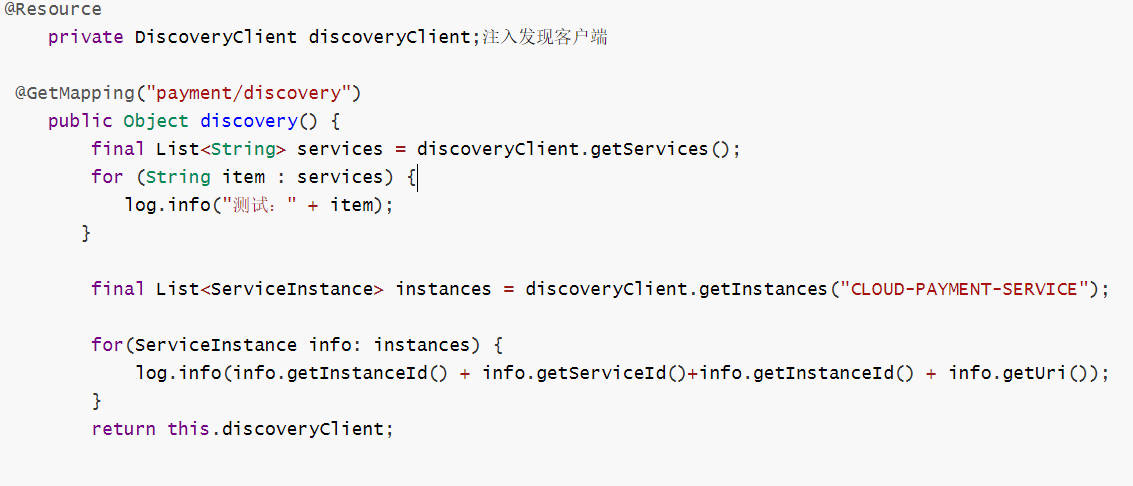 @Resource
private DiscoveryClient discoveryClient;注入发现客户端
@GetMapping("payment/discovery")
public Object discovery() {
final List<String> services = discoveryClient.getServices();
for (String item : services) {
log.info("测试：" + item);
}
final List<ServiceInstance> instances = discoveryClient.getInstances("CLOUD-PAYMENT-SERVICE");
for(ServiceInstance info: instances) {
log.info(info.getInstanceId() + info.getServiceId()+info.getInstanceId() + info.getUri());
}
return this.discoveryClient;